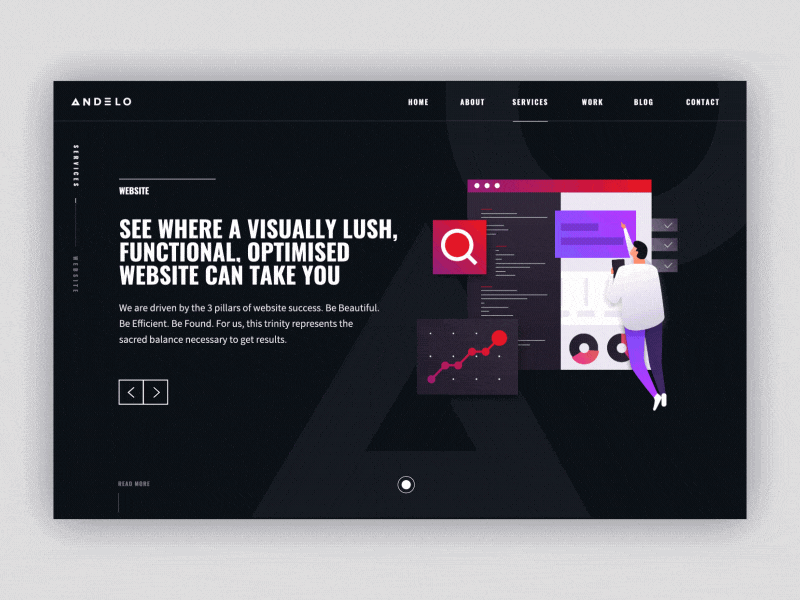 ANDELO
HOME
ABOUT
SERVICES
WORK
BLOG
CONTACT
SERVICES
WEBSITE
WEBSITE
SEE WHERE A VISUALLY LUSH,
FUNCTIONAL, OPTIMISED
WEBSITE CAN TAKE YOU
We are driven by the 3 pillars of website success. Be Beautiful.
Be Efficient. Be Found. For us, this trinity represents the
sacred balance necessary to get results.
READ MORE